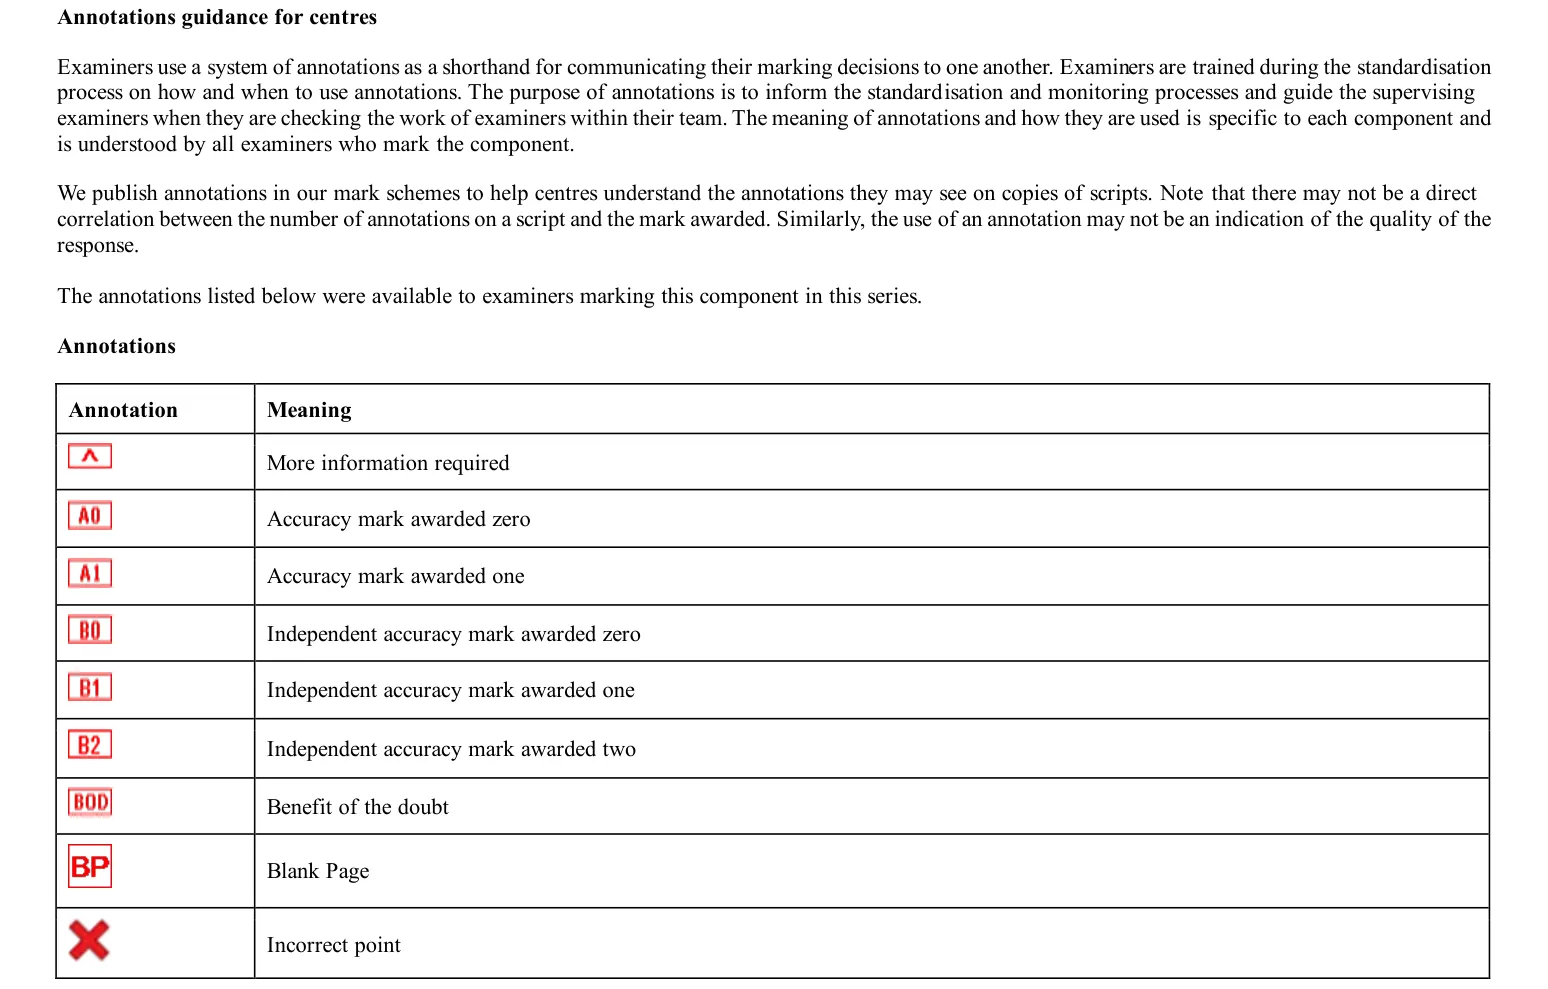 Annotations guidance for centres
Examiners use a system of annotations as a shorthand for communicating their marking decisions to one another. Examiners are trained during the standardisation
process on how and when to use annotations. The purpose of annotations is to inform the standardisation and monitoring processes and guide the supervising
examiners when they are checking the work of examiners within their team. The meaning of annotations and how they are used is specific to each component and
is understood by all examiners who mark the component.
We publish annotations in our mark schemes to help centres understand the annotations they may see on copies of scripts. Note that there may not be a direct
correlation between the number of annotations on a script and the mark awarded. Similarly, the use of an annotation may not be an indication of the quality of the
response.
The annotations listed below were available to examiners marking this component in this series.
Annotations
Annotation Meaning
^ More information required
A0 Accuracy mark awarded zero
A1 Accuracy mark awarded one
B0 Independent accuracy mark awarded zero
B1 Independent accuracy mark awarded one
B2 Independent accuracy mark awarded two
BOD Benefit of the doubt
BP Blank Page
Incorrect point